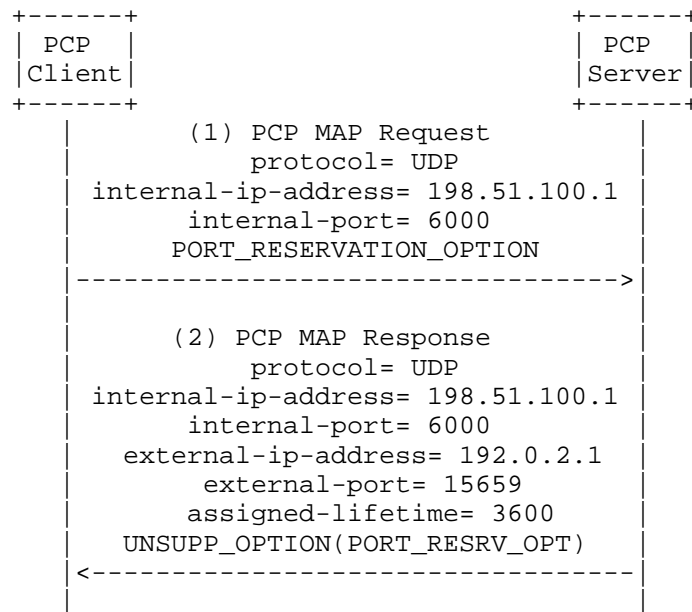 PCP PCP
Client Server
(1) PCP MAP Request
protocol= UDP
internal-ip-address= 198.51.100.1
internal-port= 6000
PORT_RESERVATION_OPTION
(2) PCP MAP Response
protocol= UDP
internal-ip-address= 198.51.100.1
internal-port= 6000
external-ip-address= 192.0.2.1
external-port= 15659
assigned-lifetime= 3600
UNSUPP_OPTION(PORT_RESRV_OPT)